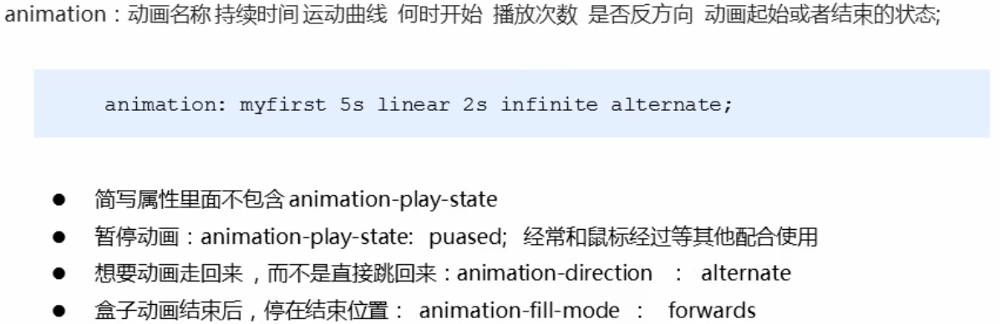 animation：动画名称 持续时间 运动曲线 何时开始 播放次数 是否反方向 动画起始或者结束的状态;
animation: myfirst 5s linear 2s infinite alternate;
● 简写属性里面不包含 animation-play-state
● 暂停动画：animation-play-state: puased; 经常和鼠标经过等其他配合使用
● 想要动画走回来 ，而不是直接跳回来：animation-direction ： alternate
● 盒子动画结束后，停在结束位置： animation-fill-mode ： forwards